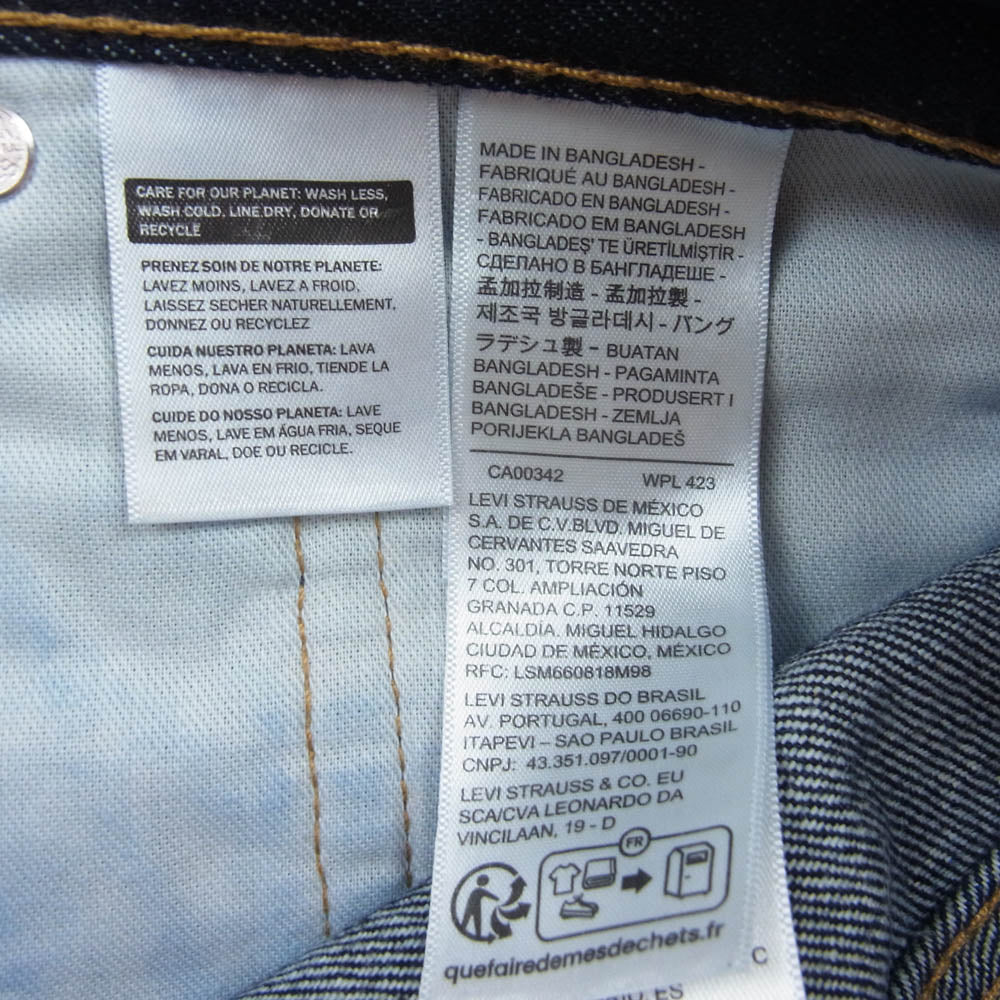 CARE FOR OUR PLANET: WASH LESS,
WASH COLD, LINE DRY, DONATE OR
RECYCLE
PRENEZ SOIN DE NOTRE PLANETE:
LAVEZ MOINS, LAVEZ A FROID,
LAISSEZ SECHER NATURELLEMENT,
DONNEZ OU RECYCLEZ
CUIDA NUESTRO PLANETA: LAVA
MENOS, LAVA EN FRIO, TIENDE LA
ROPA, DONA O RECICLA.
CUIDE DO NOSSO PLANETA: LAVE
MENOS, LAVE EM ÁGUA FRIA, SEQUE
EM VARAL, DOE OU RECICLE.
MADE IN BANGLADESH -
FABRIQUÉ AU BANGLADESH -
FABRICADO EN BANGLADESH -
FABRICADO EM BANGLADESH
- BANGLADEŞ' TE ÜRETİLMİŞTİR -
СДЕЛАНО В БАНГЛАДЕШЕ -
孟加拉制造 - 孟加拉製 -
제조국 방글라데시 - バング
ラデシュ製 - BUATAN
BANGLADESH - PAGAMINTA
BANGLADEŠE - PRODUSERT I
BANGLADESH - ZEMLJA
PORIJEKLA BANGLADEŠ
CA00342 WPL 423
LEVI STRAUSS DE MÉXICO
S.A. DE C.V.BLVD. MIGUEL DE
CERVANTES SAAVEDRA
NO. 301, TORRE NORTE PISO
7 COL. AMPLIACIÓN
GRANADA C.P. 11529
ALCALDÍA. MIGUEL HIDALGO
CIUDAD DE MÉXICO, MÉXICO
RFC: LSM660818M98
LEVI STRAUSS DO BRASIL
AV. PORTUGAL, 400 06690-110
ITAPEVI – SAO PAULO BRASIL
CNPJ: 43.351.097/0001-90
LEVI STRAUSS & CO. EU
SCA/CVA LEONARDO DA
VINCILAAN, 19 - D
FR
quefairedemesdechets.fr
C